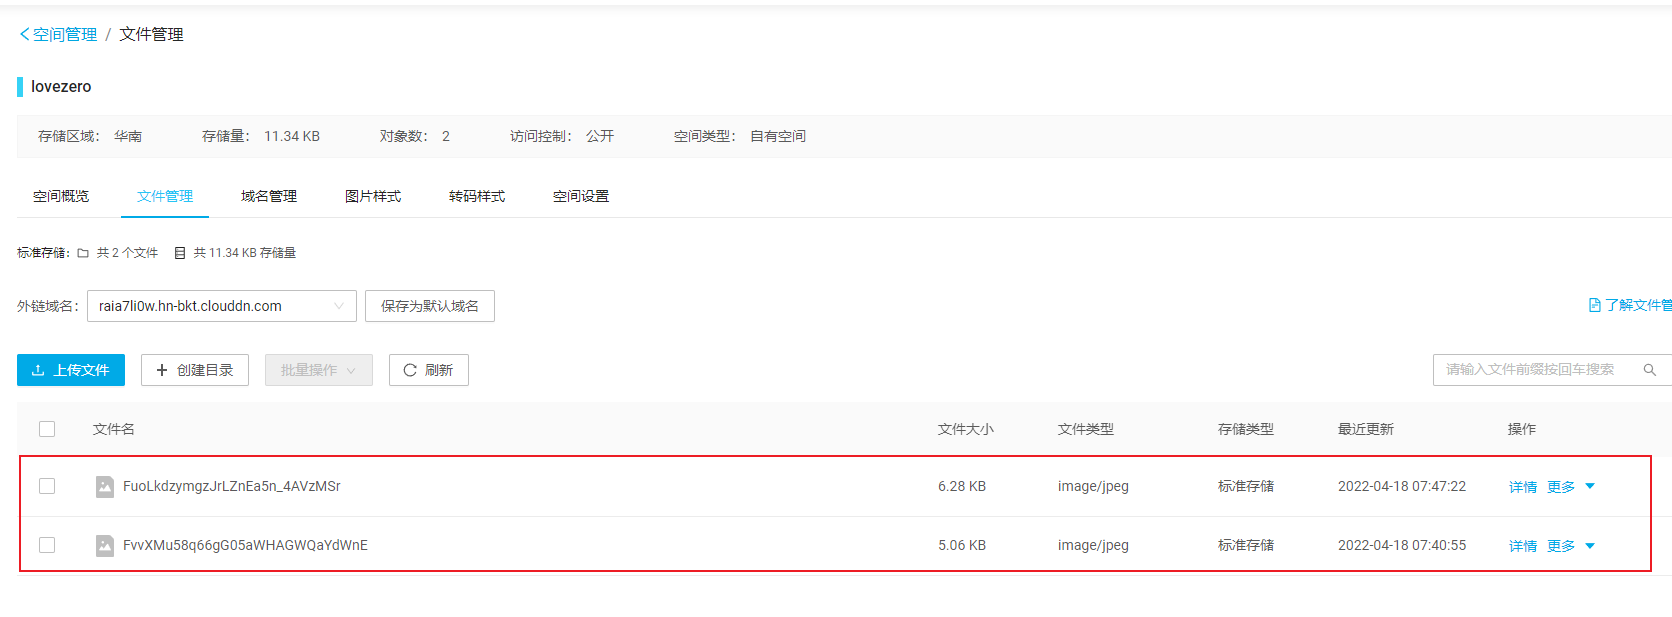 空间管理 / 文件管理
lovezero
存储区域： 华南 存储量： 11.34 KB 对象数： 2 访问控制： 公开 空间类型： 自有空间
空间概览 文件管理 域名管理 图片样式 转码样式 空间设置
标准存储： 共 2 个文件 共 11.34 KB 存储量
外链域名： raia7li0w.hn-bkt.clouddn.com 保存为默认域名 了解文件管
上传文件 创建目录 批量操作 刷新 请输入文件前缀按回车搜索
文件名 文件大小 文件类型 存储类型 最近更新 操作
FuoLkdzymgzJrLZnEa5n_4AVzMSr 6.28 KB image/jpeg 标准存储 2022-04-18 07:47:22 详情 更多
FvvXMu58q66gG05aWHAGWQaYdWnE 5.06 KB image/jpeg 标准存储 2022-04-18 07:40:55 详情 更多